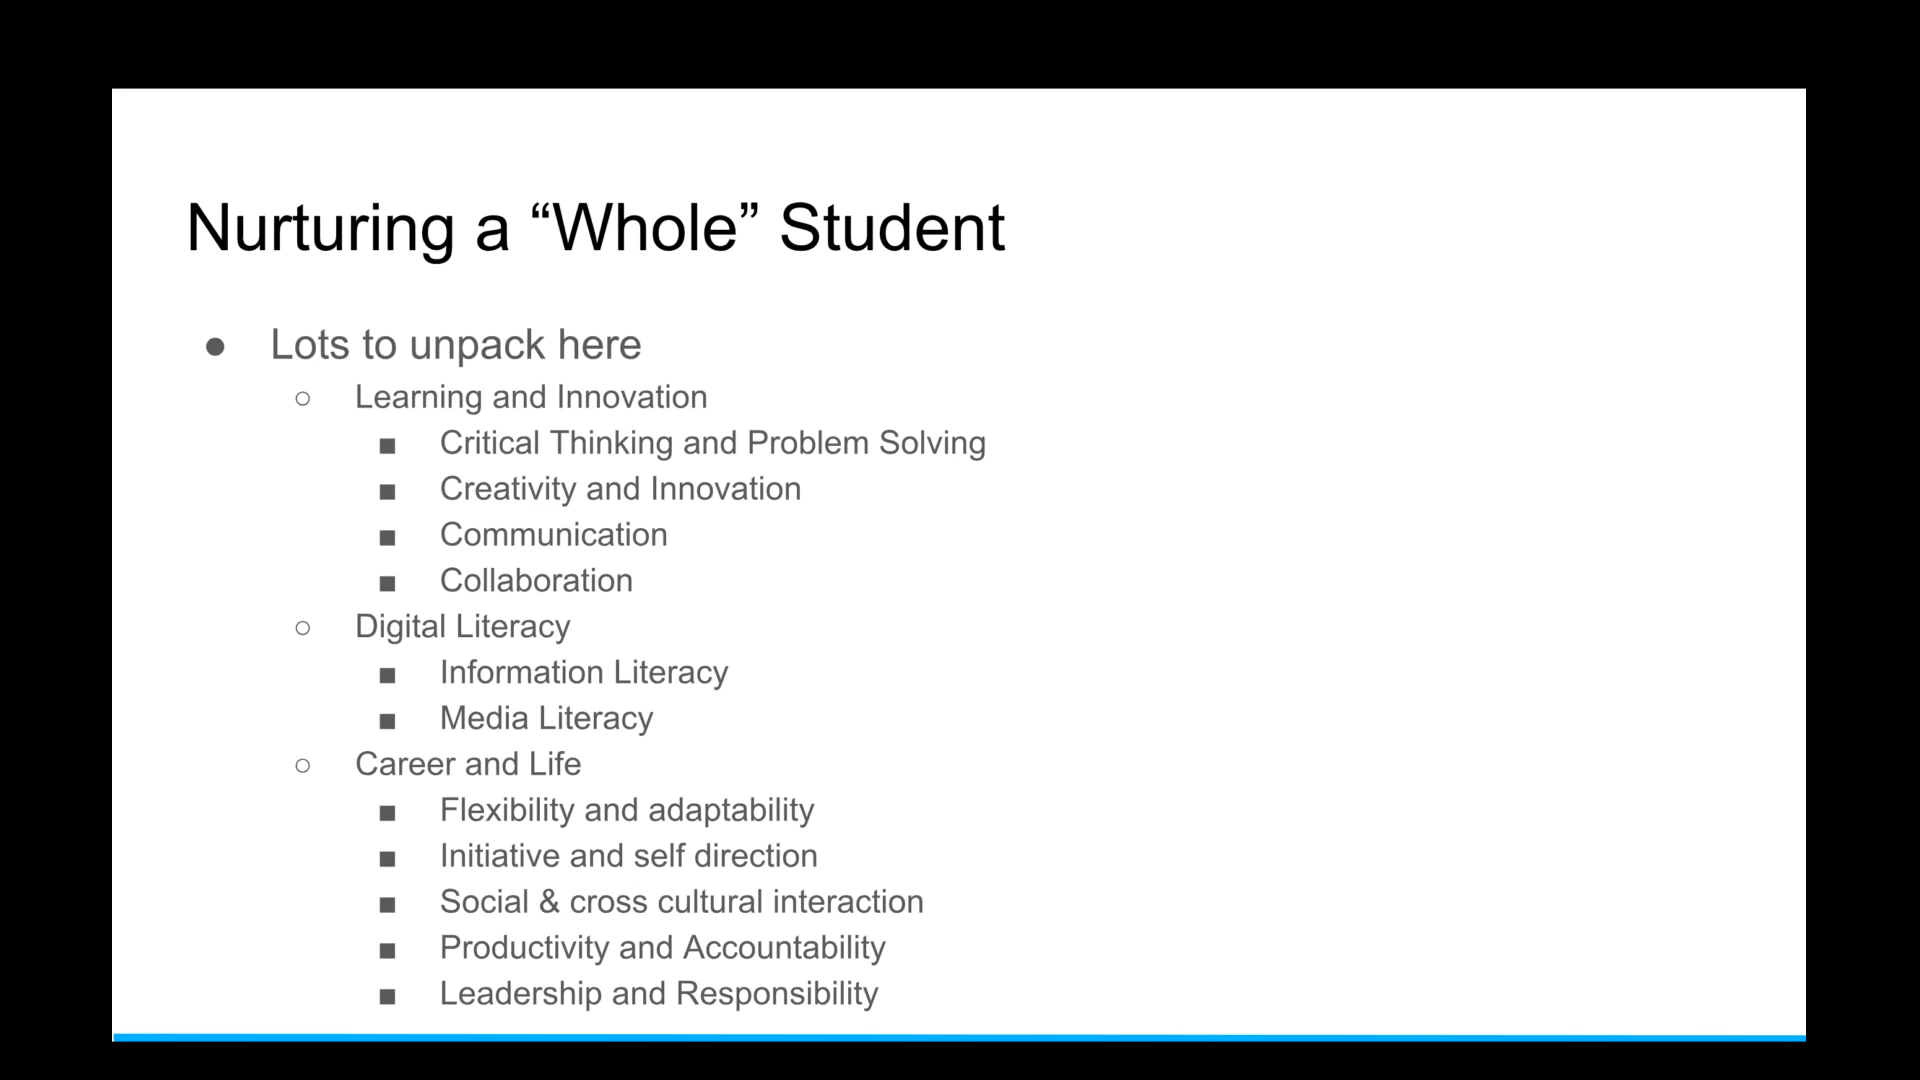 Nurturing a “Whole” Student
● Lots to unpack here
○ Learning and Innovation
■ Critical Thinking and Problem Solving
■ Creativity and Innovation
■ Communication
■ Collaboration
○ Digital Literacy
■ Information Literacy
■ Media Literacy
○ Career and Life
■ Flexibility and adaptability
■ Initiative and self direction
■ Social & cross cultural interaction
■ Productivity and Accountability
■ Leadership and Responsibility